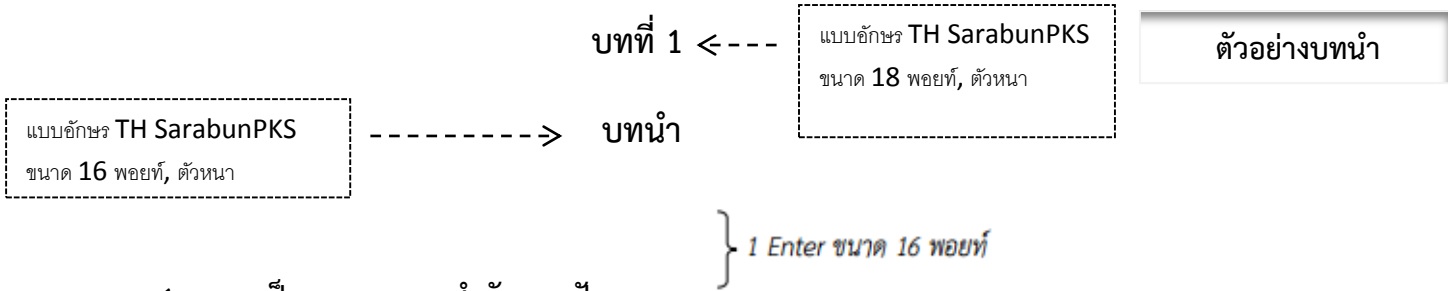 บทที่ 1
แบบอักษร TH SarabunPKS
ขนาด 18 พอยท์, ตัวหนา
ตัวอย่างบทนำ
แบบอักษร TH SarabunPKS
ขนาด 16 พอยท์, ตัวหนา
บทนำ
1 Enter ขนาด 16 พอยท์